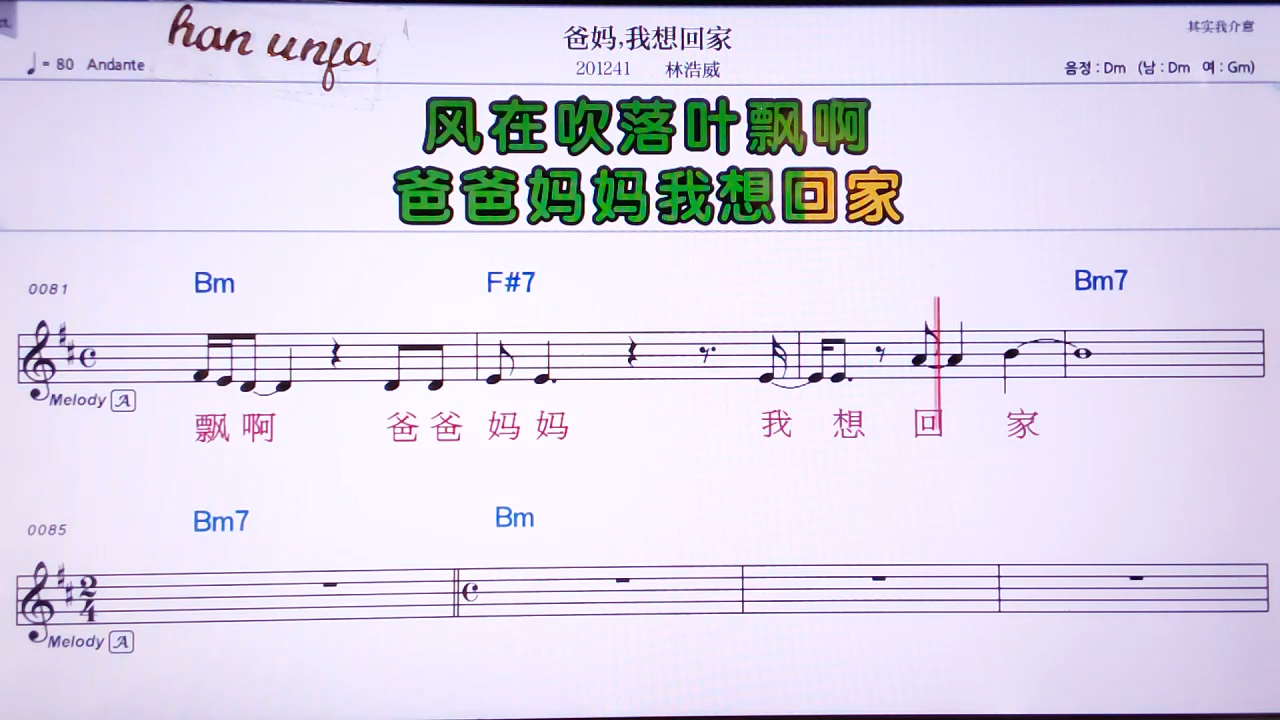 han unfa
爸妈,我想回家
其实我介意
♩= 80 Andante
201241 林浩威
음정 : Dm (남 : Dm 여 : Gm)
风在吹落叶飘啊
爸爸妈妈我想回家
0081 Bm F#7 Bm7
Melody A
飘 啊 爸 爸 妈 妈 我 想 回 家
0085 Bm7 Bm
2/4
Melody A